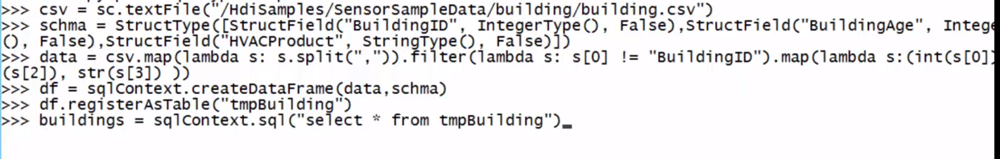 >>> csv = sc.textFile("/HdiSamples/SensorSampleData/building/building.csv")
>>> schma = StructType([StructField("BuildingID", IntegerType(), False),StructField("BuildingAge", Intege
(), False),StructField("HVACProduct", StringType(), False)])
>>> data = csv.map(lambda s: s.split(",")).filter(lambda s: s[0] != "BuildingID").map(lambda s:(int(s[0])
(s[2]), str(s[3]) ))
>>> df = sqlContext.createDataFrame(data,schma)
>>> df.registerAsTable("tmpBuilding")
>>> buildings = sqlContext.sql("select * from tmpBuilding")_